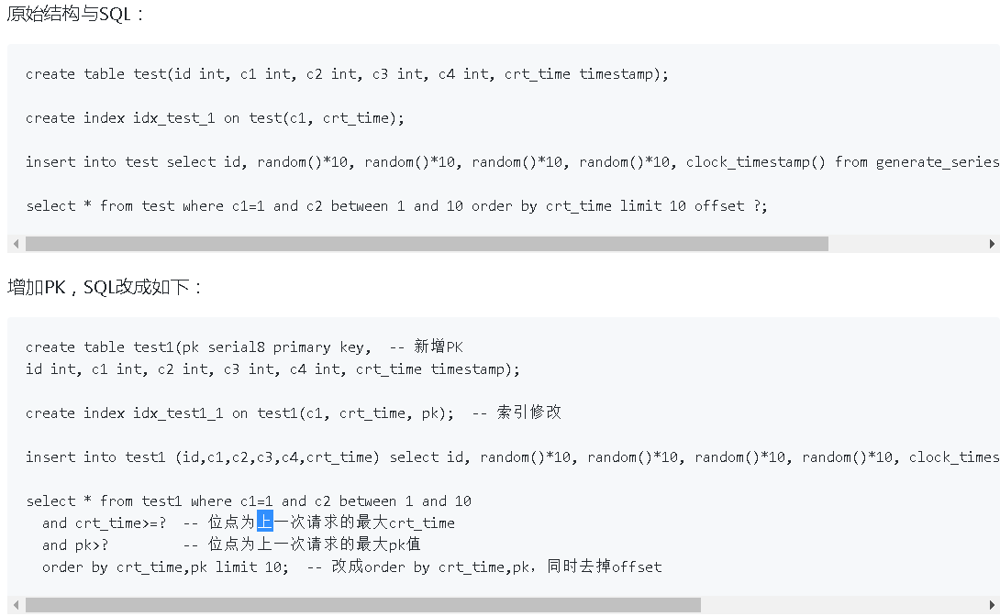 原始结构与SQL：
create table test(id int, c1 int, c2 int, c3 int, c4 int, crt_time timestamp);
create index idx_test_1 on test(c1, crt_time);
insert into test select id, random()*10, random()*10, random()*10, random()*10, clock_timestamp() from generate_series
select * from test where c1=1 and c2 between 1 and 10 order by crt_time limit 10 offset ?;
增加PK，SQL改成如下：
create table test1(pk serial8 primary key,  -- 新增PK
id int, c1 int, c2 int, c3 int, c4 int, crt_time timestamp);
create index idx_test1_1 on test1(c1, crt_time, pk);  -- 索引修改
insert into test1 (id,c1,c2,c3,c4,crt_time) select id, random()*10, random()*10, random()*10, random()*10, clock_times
select * from test1 where c1=1 and c2 between 1 and 10
  and crt_time>=?  -- 位点为上一次请求的最大crt_time
  and pk>?         -- 位点为上一次请求的最大pk值
  order by crt_time,pk limit 10;  -- 改成order by crt_time,pk，同时去掉offset